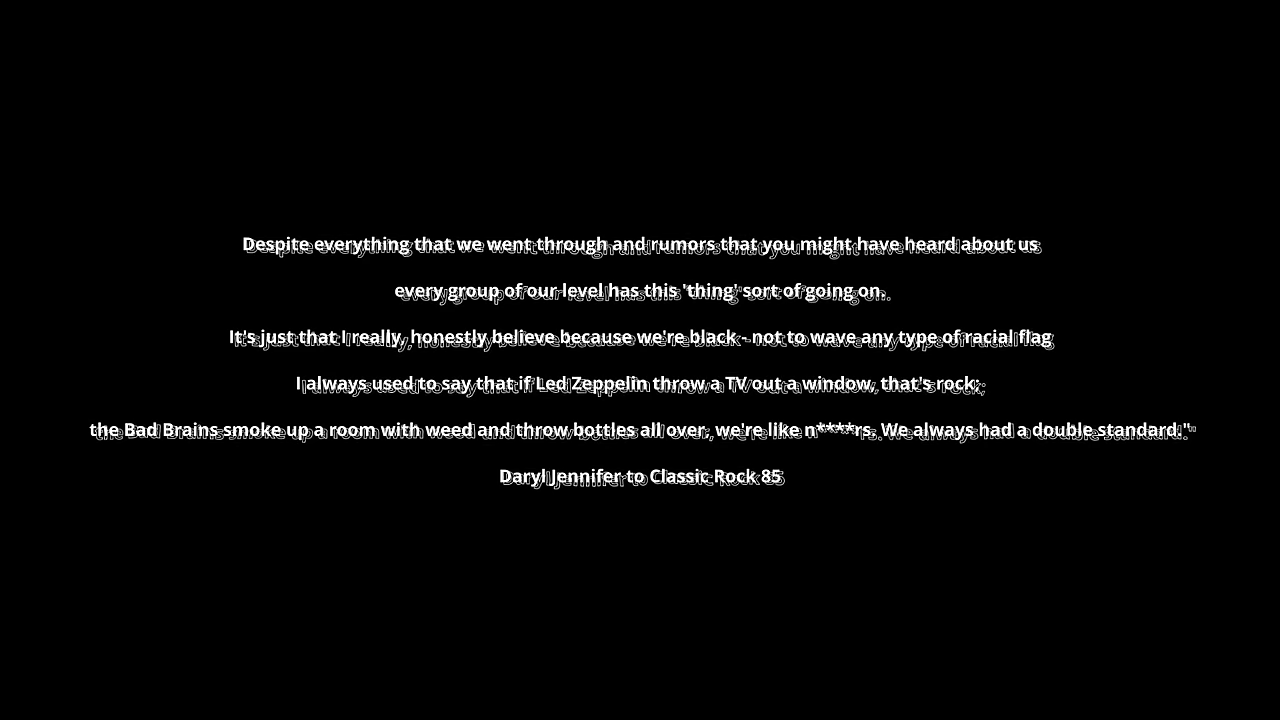 Despite everything that we went through and rumors that you might have heard about us
every group of our level has this 'thing' sort of going on.
It's just that I really, honestly believe because we're black - not to wave any type of racial flag
I always used to say that if Led Zeppelin throw a TV out a window, that's rock;
the Bad Brains smoke up a room with weed and throw bottles all over, we're like n****rs. We always had a double standard."
Daryl Jennifer to Classic Rock 85